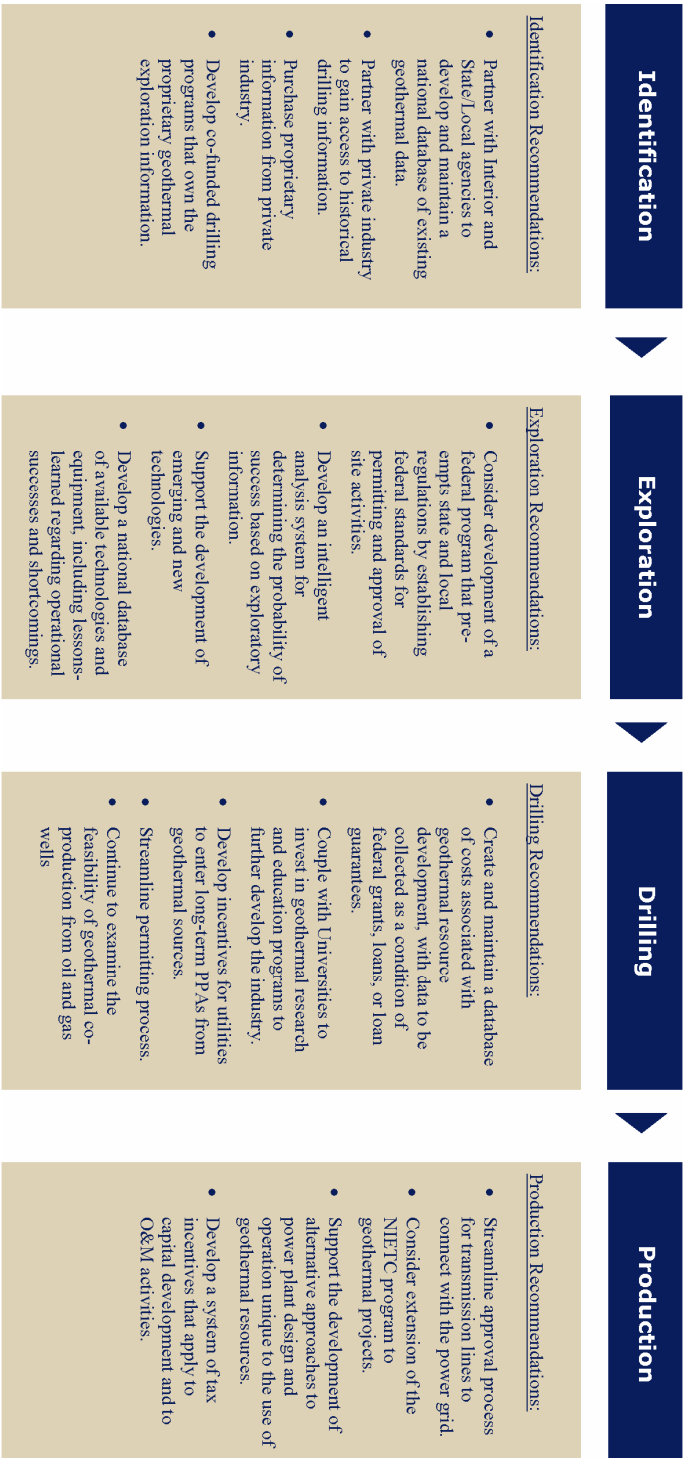 Identification
Identification Recommendations:
• Partner with Interior and
State/Local agencies to
develop and maintain a
national database of existing
geothermal data.
• Partner with private industry
to gain access to historical
drilling information.
• Purchase proprietary
information from private
industry.
• Develop co-funded drilling
programs that own the
proprietary geothermal
exploration information.
Exploration
Exploration Recommendations:
• Consider development of a
federal program that pre-
empts state and local
regulations by establishing
federal standards for
permitting and approval of
site activities.
• Develop an intelligent
analysis system for
determining the probability of
success based on exploratory
information.
• Support the development of
emerging and new
technologies.
• Develop a national database
of available technologies and
equipment, including lessons-
learned regarding operational
successes and shortcomings.
Drilling
Drilling Recommendations:
• Create and maintain a database
of costs associated with
geothermal resource
development, with data to be
collected as a condition of
federal grants, loans, or loan
guarantees.
• Couple with Universities to
invest in geothermal research
and education programs to
further develop the industry.
• Develop incentives for utilities
to enter long-term PPAs from
geothermal sources.
• Streamline permitting process.
• Continue to examine the
feasibility of geothermal co-
production from oil and gas
wells
Production
Production Recommendations:
• Streamline approval process
for transmission lines to
connect with the power grid.
• Consider extension of the
NIETC program to
geothermal projects.
• Support the development of
alternative approaches to
power plant design and
operation unique to the use of
geothermal resources.
• Develop a system of tax
incentives that apply to
capital development and to
O&M activities.